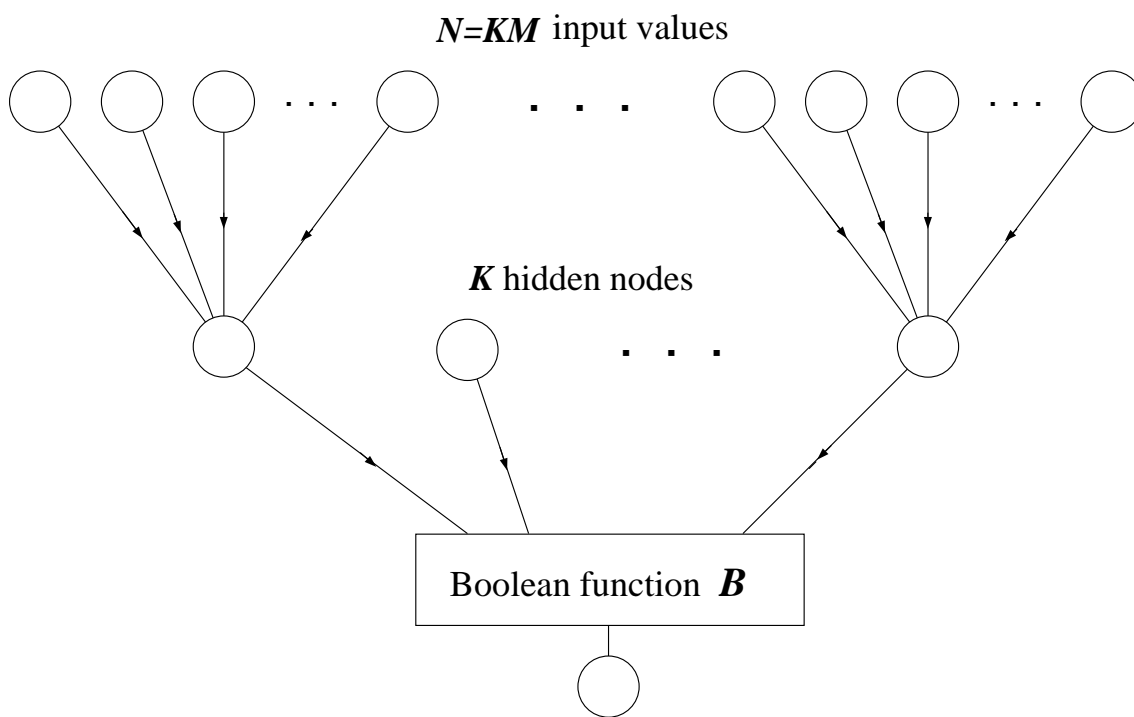 N=KM input values
K hidden nodes
Boolean function B